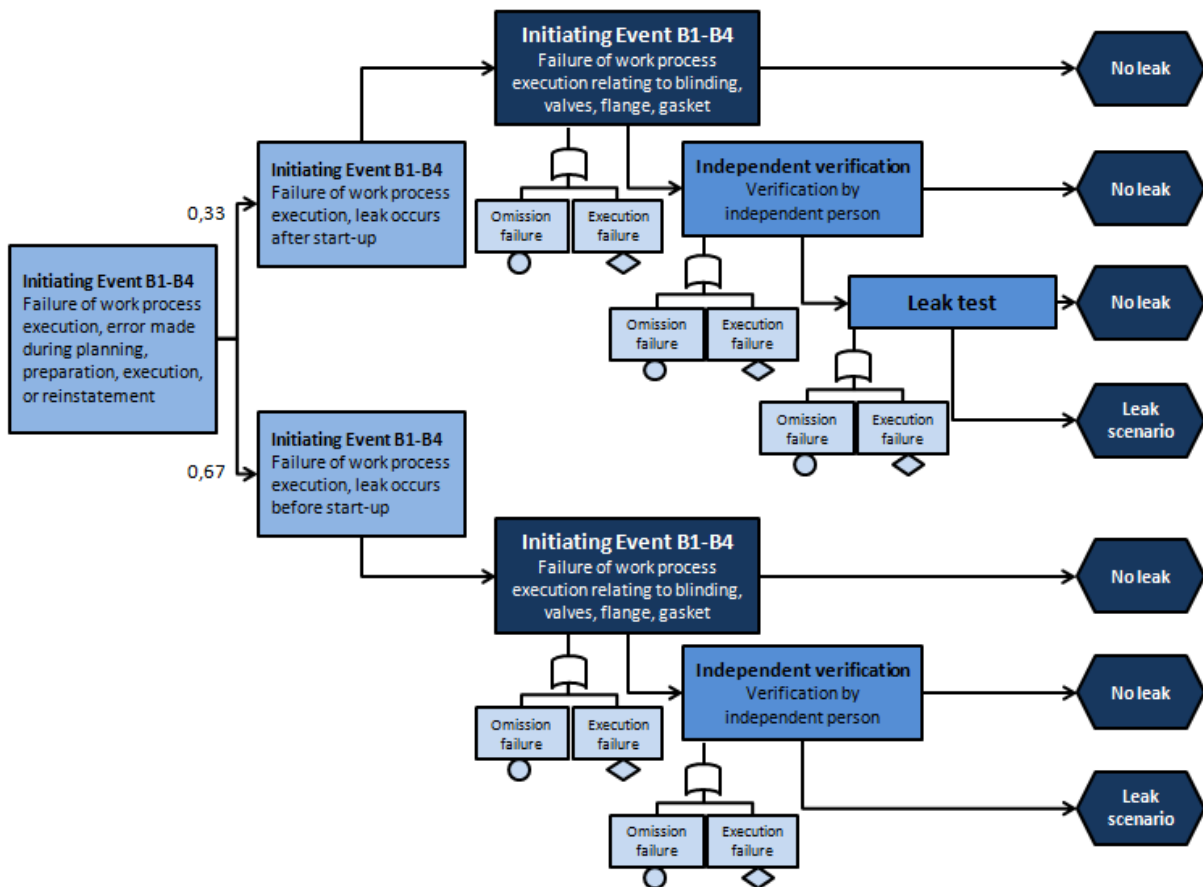 Initiating Event B1-B4
Failure of work process
execution relating to blinding,
valves, flange, gasket
No leak
Initiating Event B1-B4
Failure of work process
execution, leak occurs
after start-up
0,33
Omission
failure
Execution
failure
Independent verification
Verification by
independent person
No leak
Initiating Event B1-B4
Failure of work process
execution, error made
during planning,
preparation, execution,
or reinstatement
Omission
failure
Execution
failure
Leak test
No leak
Omission
failure
Execution
failure
Leak
scenario
0,67
Initiating Event B1-B4
Failure of work process
execution, leak occurs
before start-up
Initiating Event B1-B4
Failure of work process
execution relating to blinding,
valves, flange, gasket
No leak
Omission
failure
Execution
failure
Independent verification
Verification by
independent person
No leak
Omission
failure
Execution
failure
Leak
scenario